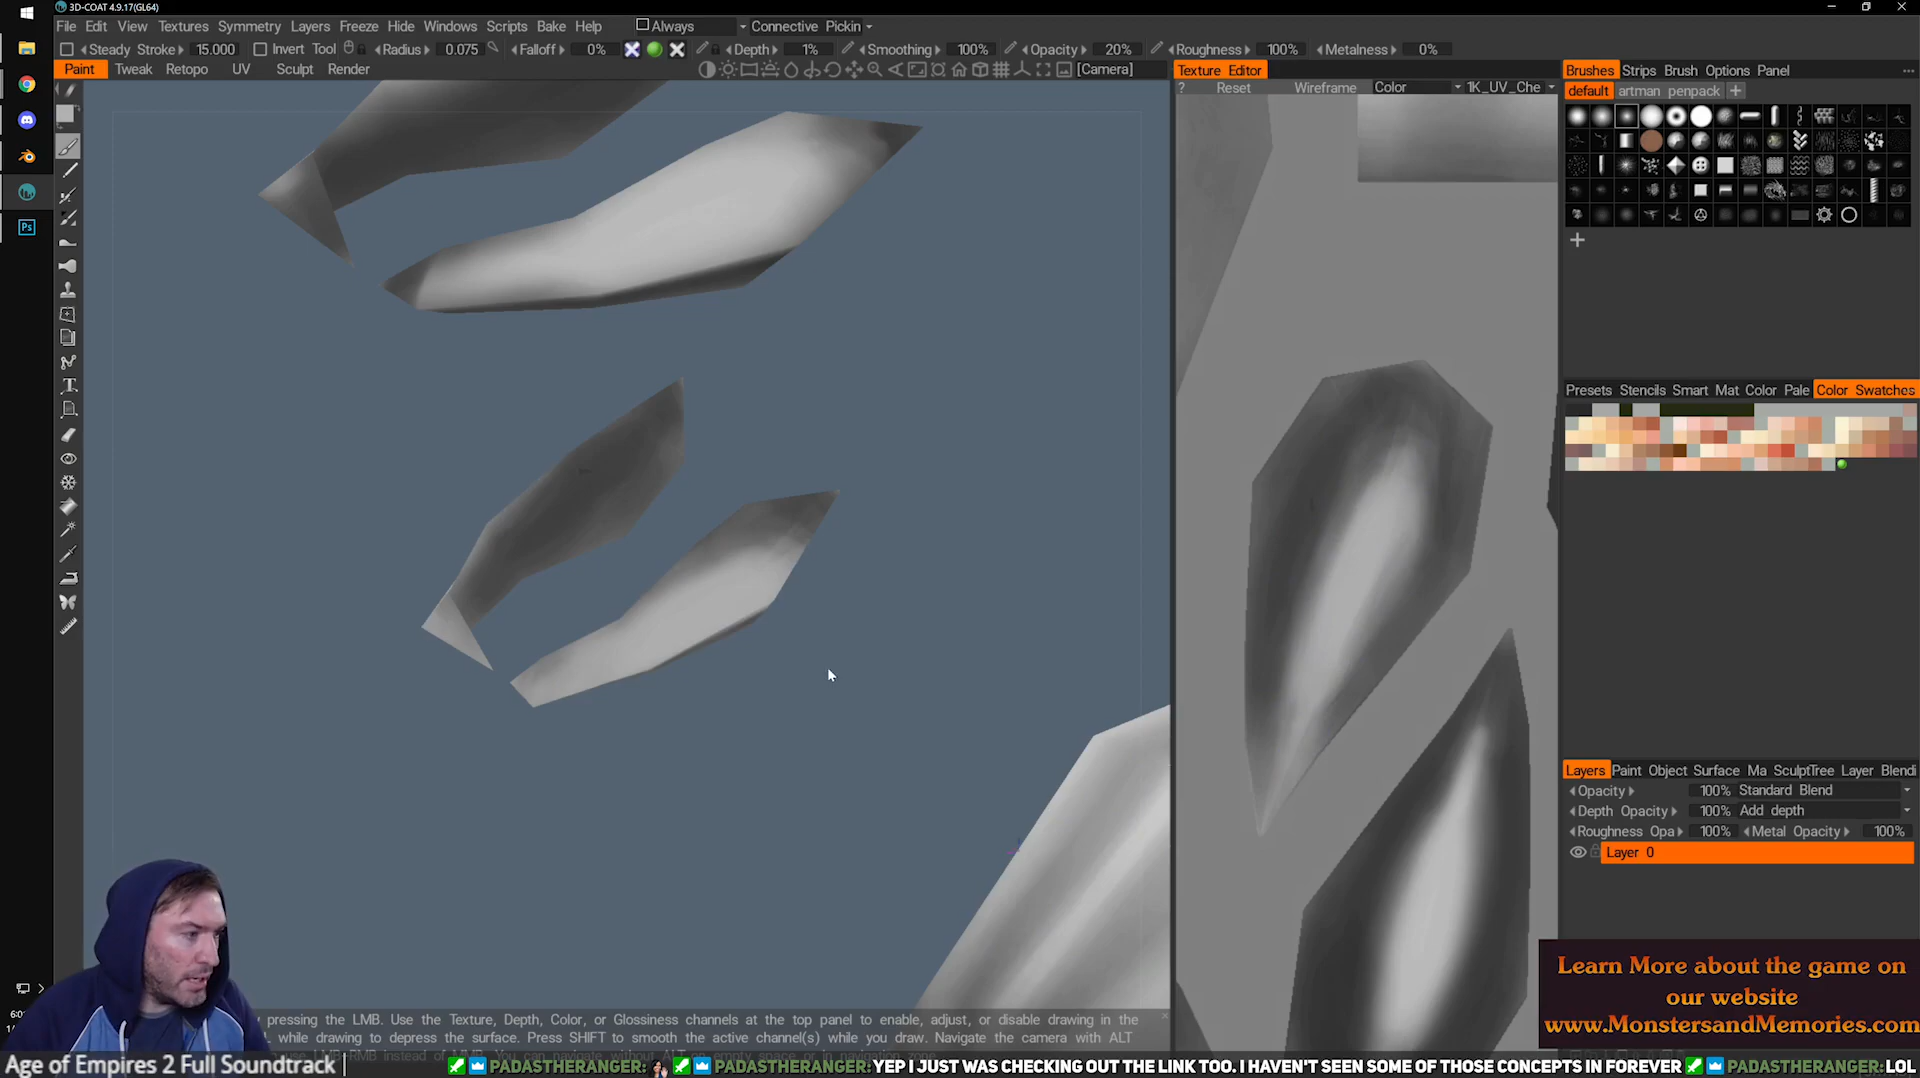 3D-COAT 4.9.17(GL64)
File Edit View Textures Symmetry Layers Freeze Hide Windows Scripts Bake Help Always Connective Pickin
Steady Stroke 15.000 Invert Tool Radius 0.075 Falloff 0% Depth 1% Smoothing 100% Opacity 20% Roughness 100% Metalness 0%
Paint Tweak Retopo UV Sculpt Render [Camera]
Texture Editor
? Reset Wireframe Color 1K_UV_Che
Brushes Strips Brush Options Panel
default artman penpack +
Presets Stencils Smart Mat Color Pale Color Swatches
Layers Paint Object Surface Ma SculptTree Layer Blendi
Opacity 100% Standard Blend
Depth Opacity 100% Add depth
Roughness Opa 100% Metal Opacity 100%
Layer 0
Learn More about the game on
our website
www.MonstersandMemories.com
pressing the LMB. Use the Texture, Depth, Color, or Glossiness channels at the top panel to enable, adjust, or disable drawing in the
while drawing to depress the surface. Press SHIFT to smooth the active channel(s) while you draw. Navigate the camera with ALT
Age of Empires 2 Full Soundtrack
PADASTHERANGER: PADASTHERANGER: YEP I JUST WAS CHECKING OUT THE LINK TOO. I HAVEN'T SEEN SOME OF THOSE CONCEPTS IN FOREVER PADASTHERANGER: LOL
Ps